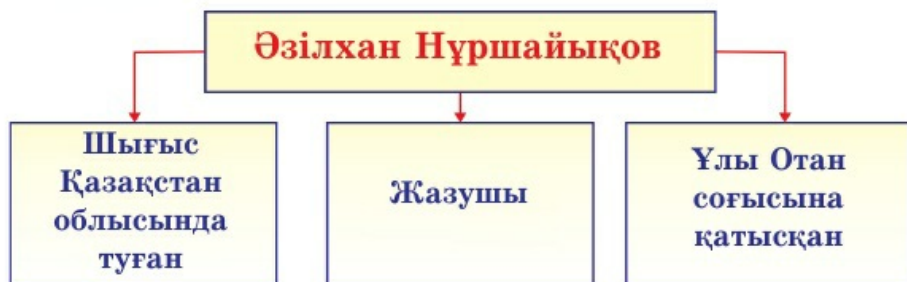 Әзілхан Нұршайықов
Шығыс
Қазақстан
облысында
туған
Жазушы
Ұлы Отан
соғысына
қатысқан